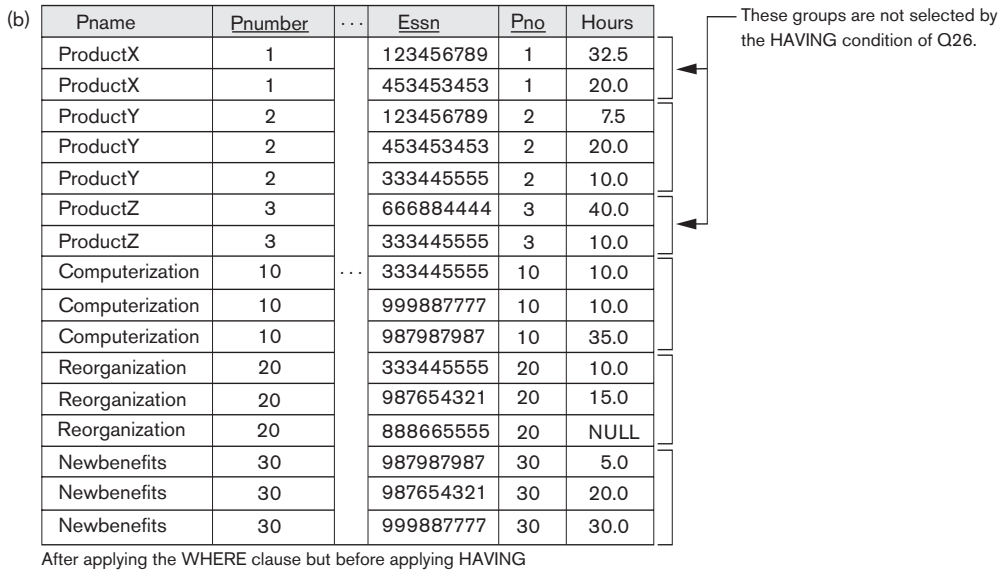 (b)
Pname Pnumber . . . Essn Pno Hours
ProductX 1 123456789 1 32.5
ProductX 1 453453453 1 20.0
ProductY 2 123456789 2 7.5
ProductY 2 453453453 2 20.0
ProductY 2 333445555 2 10.0
ProductZ 3 666884444 3 40.0
ProductZ 3 333445555 3 10.0
Computerization 10 . . . 333445555 10 10.0
Computerization 10 999887777 10 10.0
Computerization 10 987987987 10 35.0
Reorganization 20 333445555 20 10.0
Reorganization 20 987654321 20 15.0
Reorganization 20 888665555 20 NULL
Newbenefits 30 987987987 30 5.0
Newbenefits 30 987654321 30 20.0
Newbenefits 30 999887777 30 30.0
After applying the WHERE clause but before applying HAVING
These groups are not selected by
the HAVING condition of Q26.